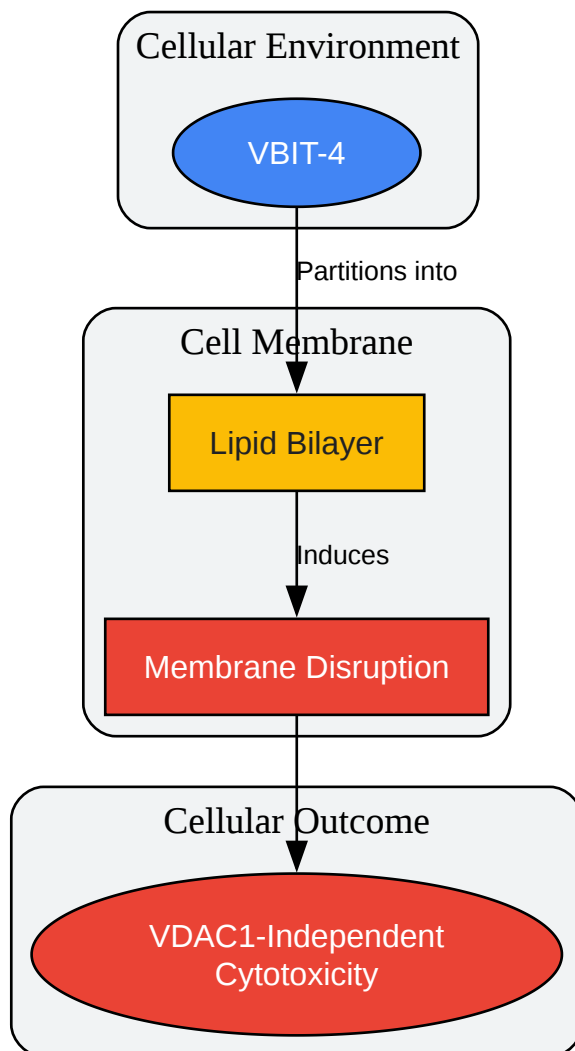 Cellular Environment
VBIT-4
Partitions into
Cell Membrane
Lipid Bilayer
Induces
Membrane Disruption
Cellular Outcome
VDAC1-Independent
Cytotoxicity